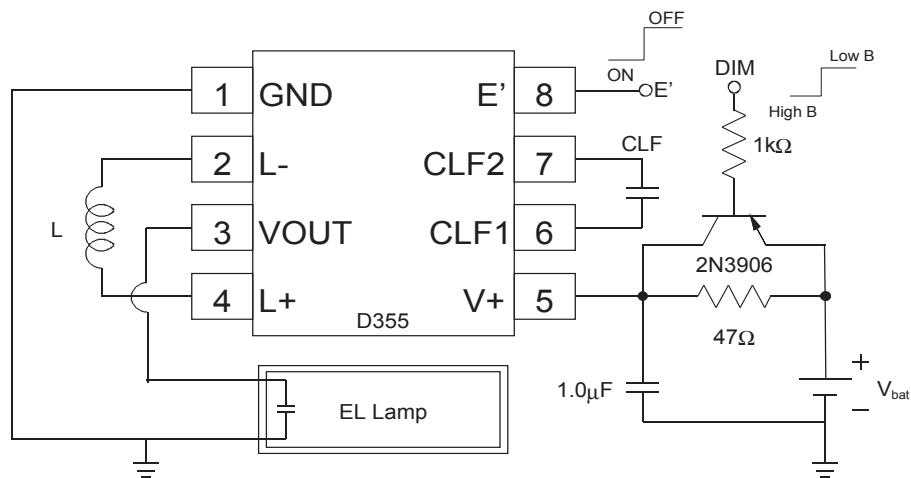 OFF
ON
E'
DIM
Low B
High B
1kΩ
1 GND
E' 8
2 L-
CLF2 7
CLF
L
3 VOUT
CLF1 6
2N3906
4 L+
V+ 5
D355
47Ω
EL Lamp
1.0μF
+
Vbat
–